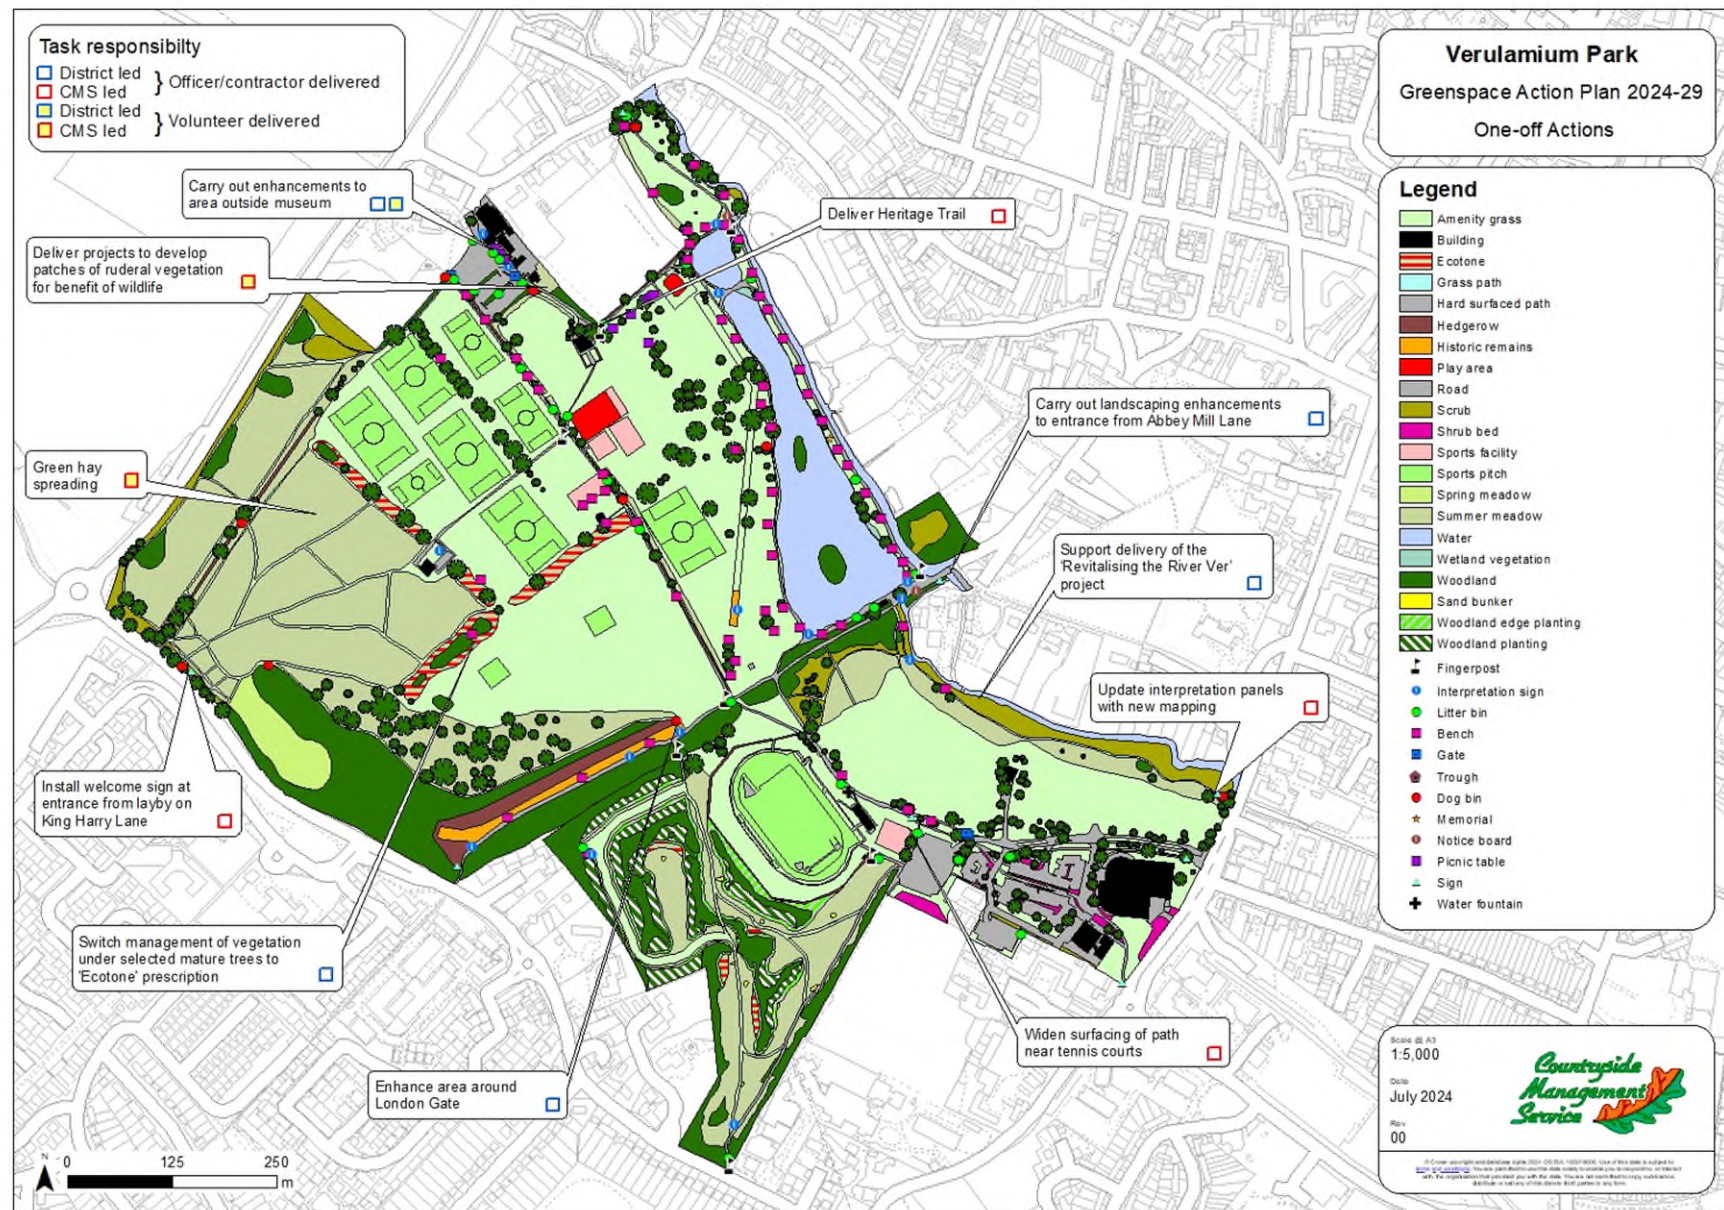 Task responsibilty
District led
CMS led
} Officer/contractor delivered
District led
CMS led
} Volunteer delivered
Verulamium Park
Greenspace Action Plan 2024-29
One-off Actions
Carry out enhancements to
area outside museum
Deliver Heritage Trail
Deliver projects to develop
patches of ruderal vegetation
for benefit of wildlife
Carry out landscaping enhancements
to entrance from Abbey Mill Lane
Green hay
spreading
Support delivery of the
'Revitalising the River Ver'
project
Update interpretation panels
with new mapping
Install welcome sign at
entrance from layby on
King Harry Lane
Switch management of vegetation
under selected mature trees to
'Ecotone' prescription
Enhance area around
London Gate
Widen surfacing of path
near tennis courts
Legend
Amenity grass
Building
Ecotone
Grass path
Hard surfaced path
Hedgerow
Historic remains
Play area
Road
Scrub
Shrub bed
Sports facility
Sports pitch
Spring meadow
Summer meadow
Water
Wetland vegetation
Woodland
Sand bunker
Woodland edge planting
Woodland planting
Fingerpost
Interpretation sign
Litter bin
Bench
Gate
Trough
Dog bin
Memorial
Notice board
Picnic table
Sign
Water fountain
N
0 125 250
m
Scale @ A3
1:5,000
Date
July 2024
Rev
00
Countryside
Management
Service